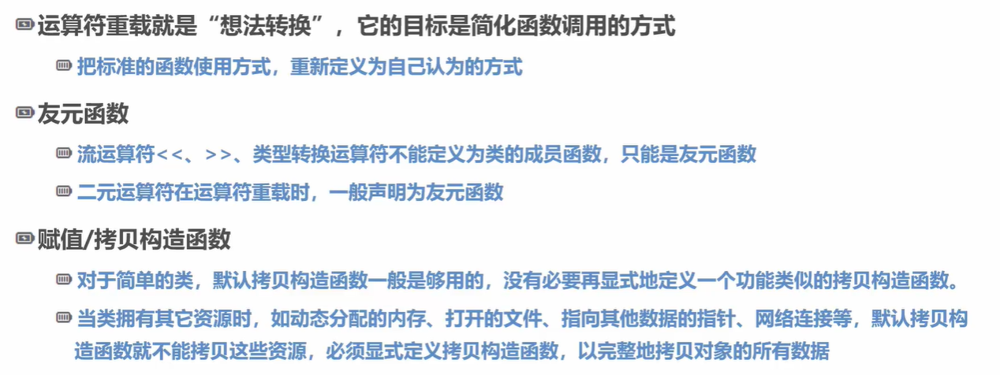 运算符重载就是“想法转换”，它的目标是简化函数调用的方式
把标准的函数使用方式，重新定义为自己认为的方式
友元函数
流运算符<<、>>、类型转换运算符不能定义为类的成员函数，只能是友元函数
二元运算符在运算符重载时，一般声明为友元函数
赋值/拷贝构造函数
对于简单的类，默认拷贝构造函数一般是够用的，没有必要再显式地定义一个功能类似的拷贝构造函数。
当类拥有其它资源时，如动态分配的内存、打开的文件、指向其他数据的指针、网络连接等，默认拷贝构
造函数就不能拷贝这些资源，必须显式定义拷贝构造函数，以完整地拷贝对象的所有数据